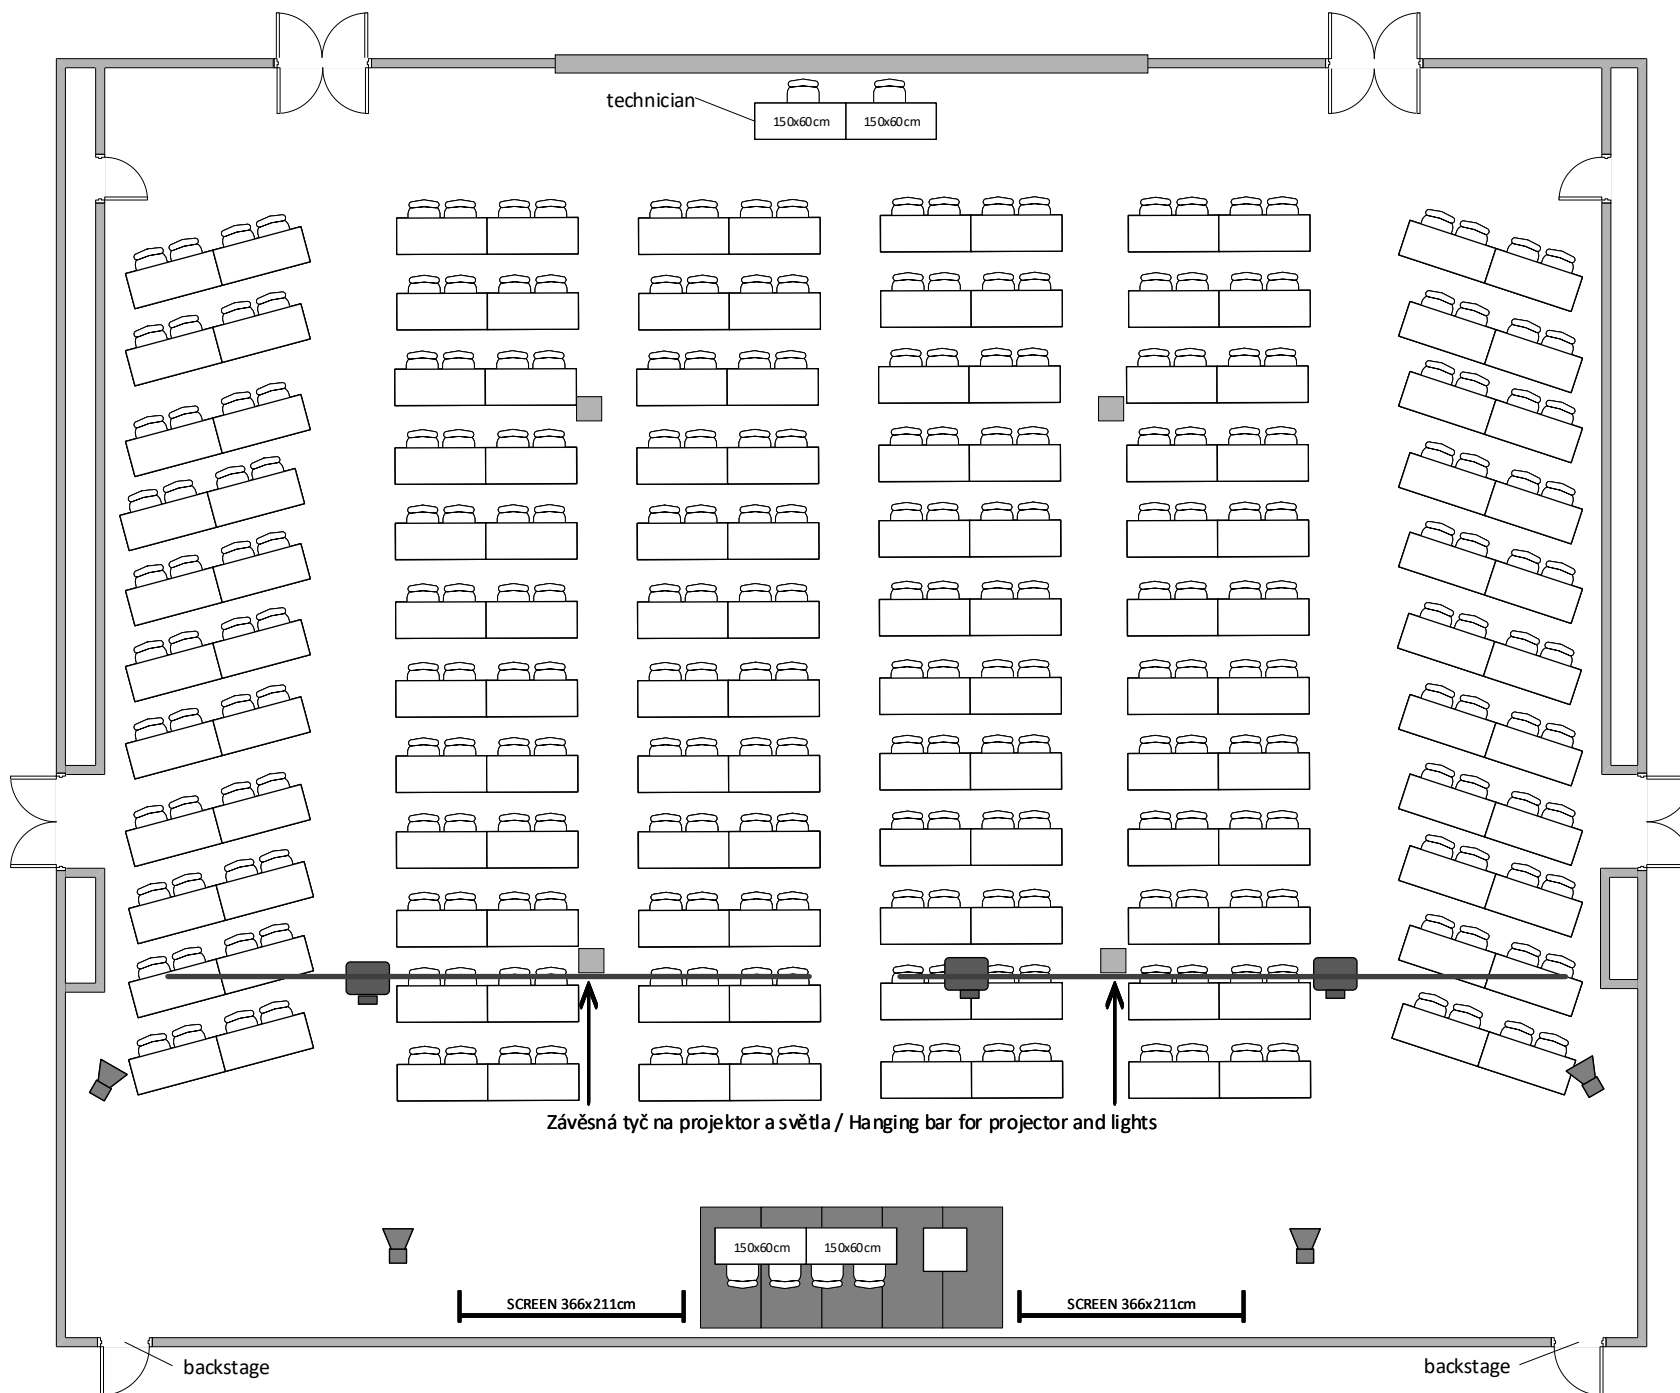 technician
150x60cm
150x60cm
Závěsná tyč na projektor a světla / Hanging bar for projector and lights
150x60cm
150x60cm
SCREEN 366x211cm
SCREEN 366x211cm
backstage
backstage